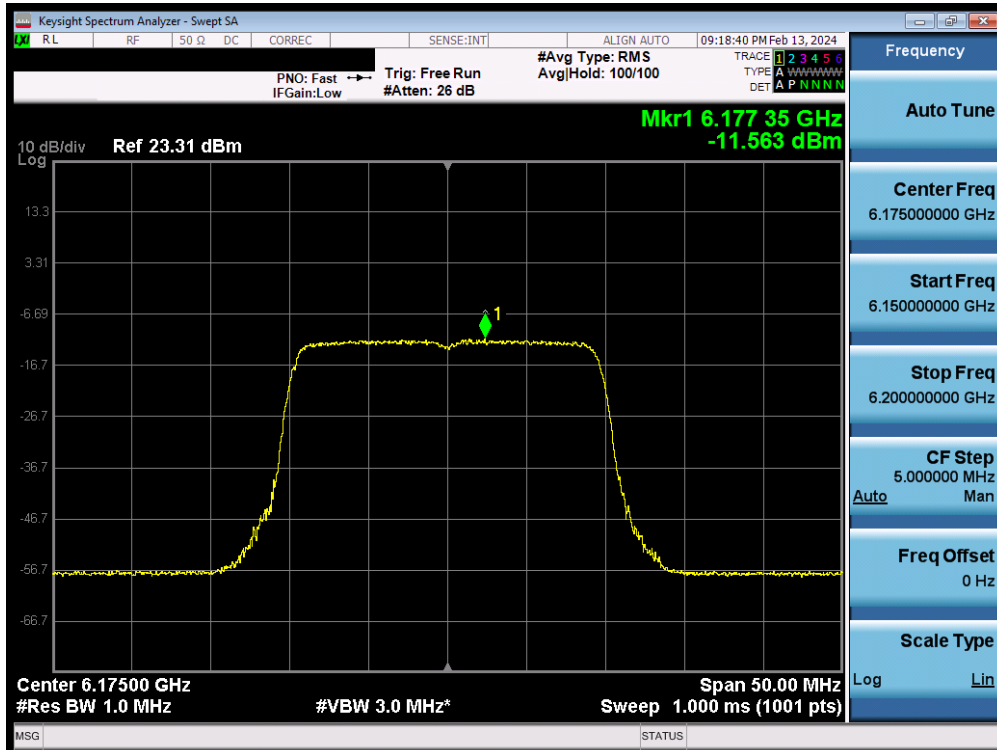 Keysight Spectrum Analyzer - Swept SA
LXI RL RF 50 Ω DC CORREC SENSE:INT ALIGN AUTO 09:18:40 PM Feb 13, 2024
PNO: Fast
IFGain:Low
Trig: Free Run
#Atten: 26 dB
#Avg Type: RMS
Avg|Hold: 100/100
TRACE 1 2 3 4 5 6
TYPE A WWWWW
DET A P N N N N
Mkr1 6.177 35 GHz
-11.563 dBm
10 dB/div Ref 23.31 dBm
Log
13.3
3.31
-6.69
-16.7
-26.7
-36.7
-46.7
-56.7
-66.7
1
Center 6.17500 GHz Span 50.00 MHz
#Res BW 1.0 MHz #VBW 3.0 MHz* Sweep 1.000 ms (1001 pts)
MSG STATUS
Frequency
Auto Tune
Center Freq
6.175000000 GHz
Start Freq
6.150000000 GHz
Stop Freq
6.200000000 GHz
CF Step
5.000000 MHz
Auto Man
Freq Offset
0 Hz
Scale Type
Log Lin